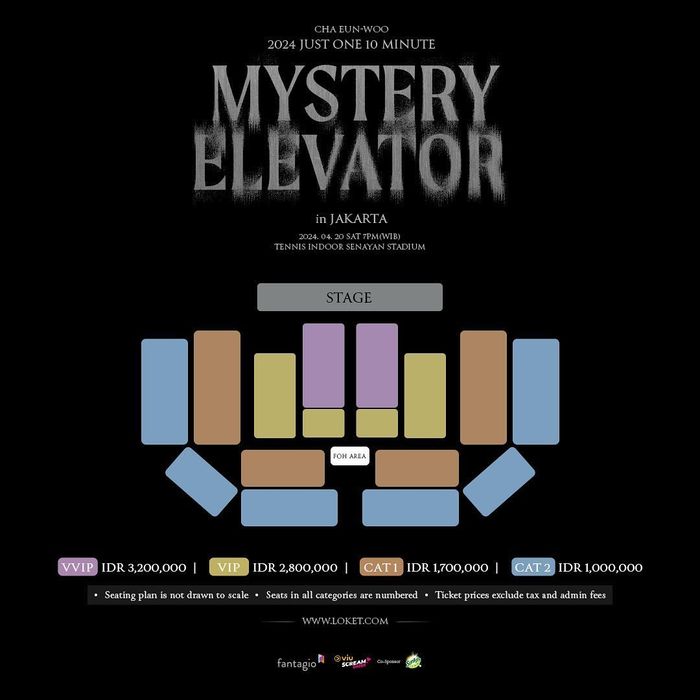 CHA EUN-WOO
2024 JUST ONE 10 MINUTE
MYSTERY
ELEVATOR
in JAKARTA
2024. 04. 20 SAT 7PM(WIB)
TENNIS INDOOR SENAYAN STADIUM
STAGE
FOH AREA
VVIP IDR 3,200,000 | VIP IDR 2,800,000 | CAT 1 IDR 1,700,000 | CAT 2 IDR 1,000,000
• Seating plan is not drawn to scale • Seats in all categories are numbered • Ticket prices exclude tax and admin fees
WWW.LOKET.COM
fantagio viu SCREAM Co-Sponsor